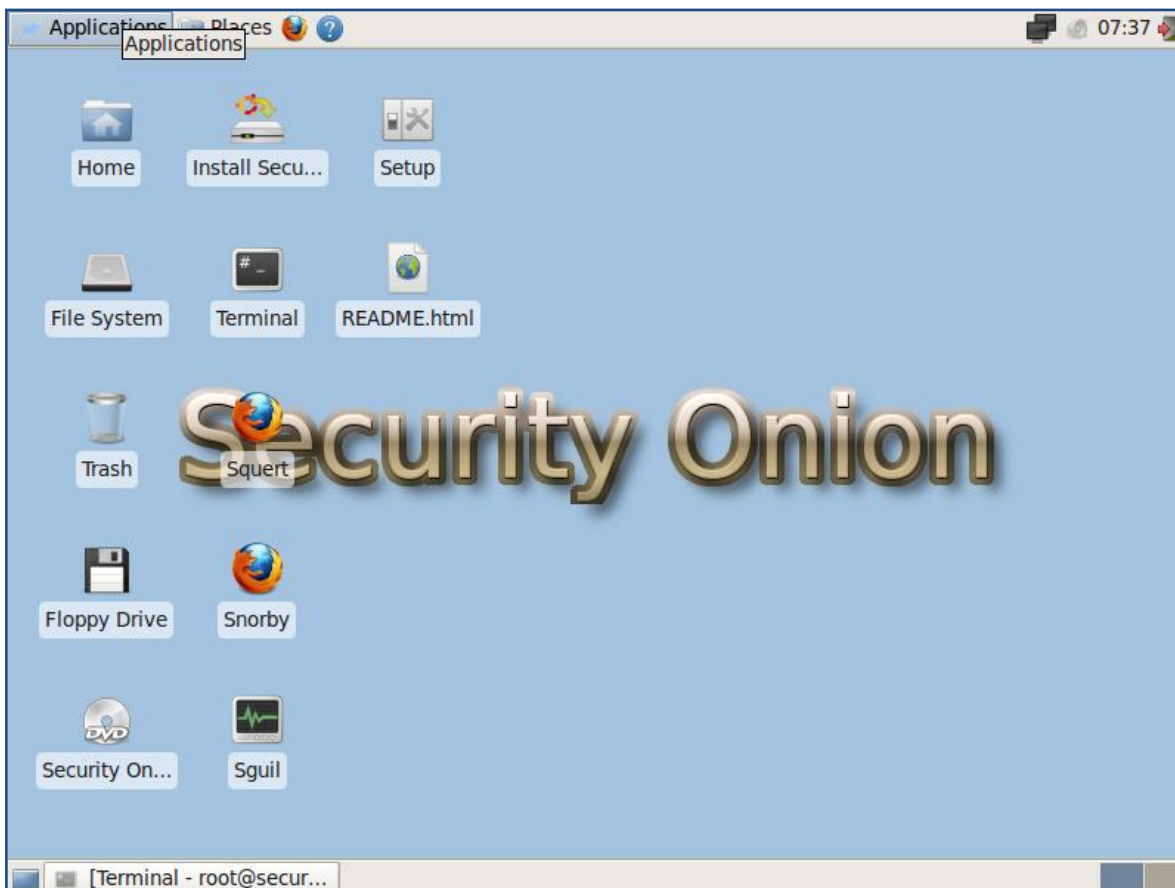 Applications Places 07:37
Applications
Home Install Secu... Setup
File System Terminal README.html
Security Onion
Trash Squert
Floppy Drive Snorby
DVD
Security On... Sguil
[Terminal - root@secur...